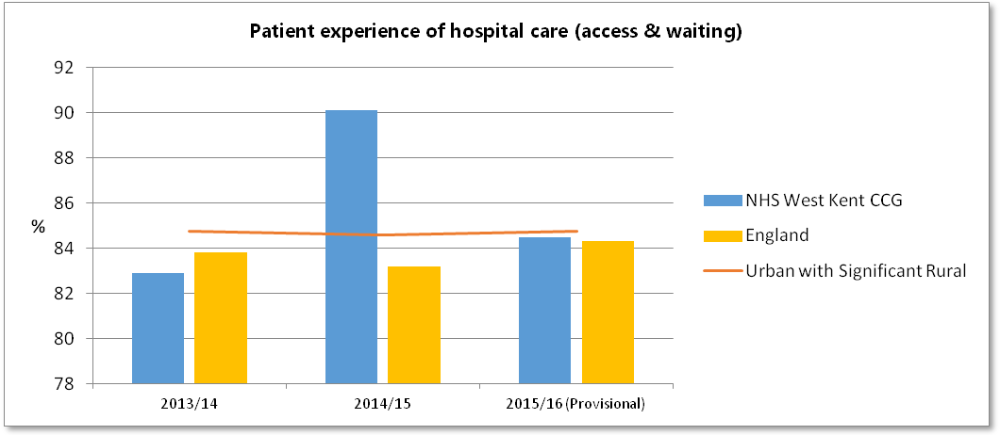 Patient experience of hospital care (access & waiting)
92
90
88
86
84
82
80
78
%
2013/14
2014/15
2015/16 (Provisional)
NHS West Kent CCG
England
Urban with Significant Rural